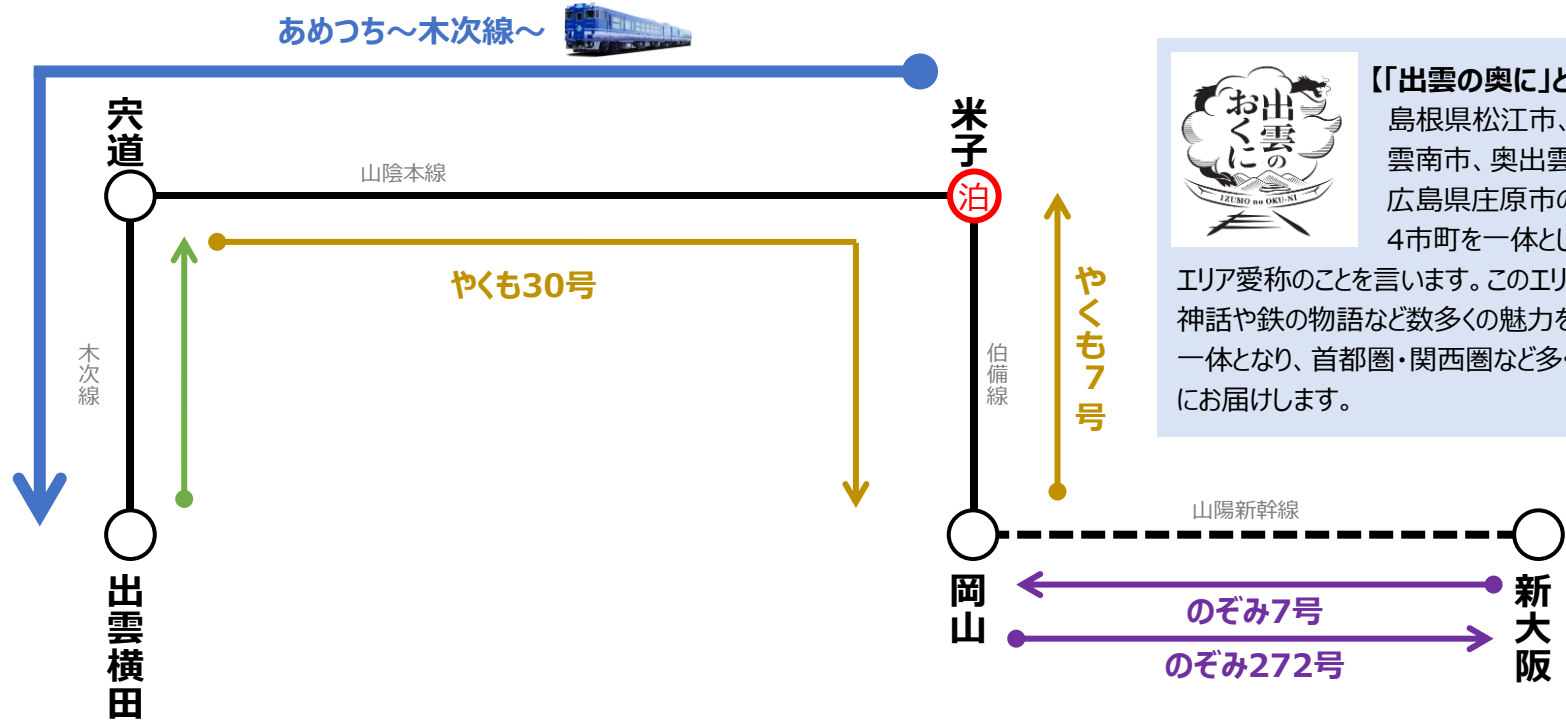 あめつち～木次線～
宍道
米子
山陰本線
泊
やくも30号
木次線
伯備線
やくも7号
出雲横田
岡山
山陽新幹線
新大阪
のぞみ7号
のぞみ272号
出雲の
おくに
IZUMO no OKU-NI
【「出雲の奥に」と
島根県松江市、
雲南市、奥出雲
広島県庄原市の
4市町を一体とし
エリア愛称のことを言います。このエリ
神話や鉄の物語など数多くの魅力を
一体となり、首都圏・関西圏など多く
にお届けします。